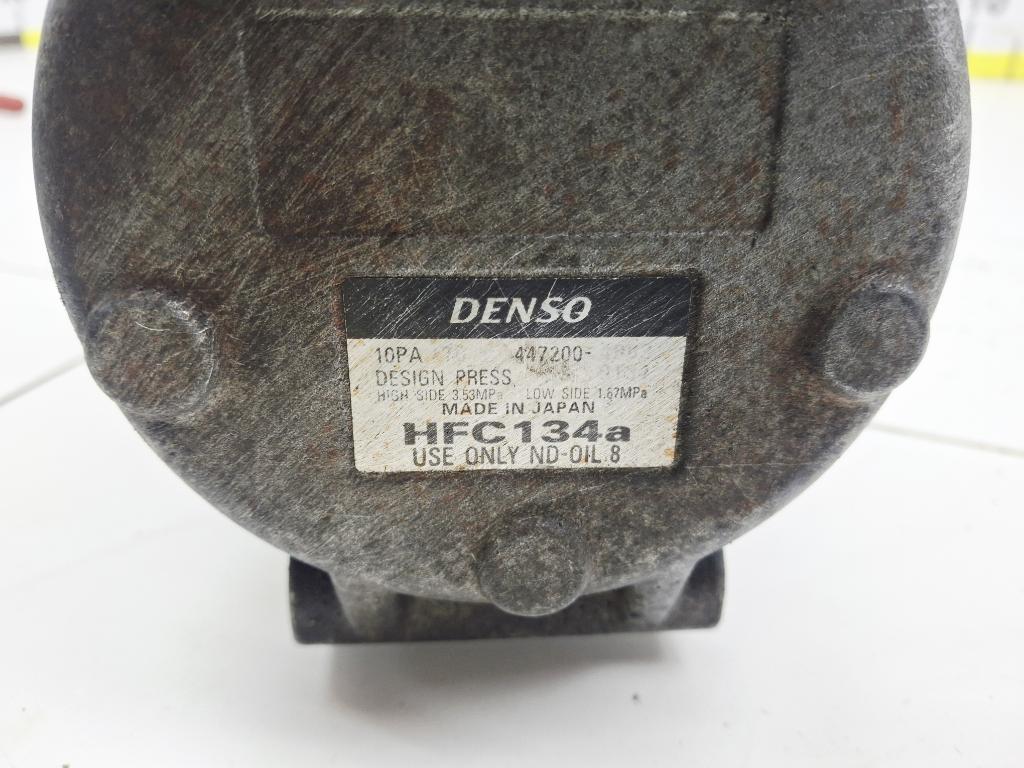 DENSO
10PA 447200-
DESIGN PRESS.
HIGH SIDE 3.53MPa LOW SIDE 1.67MPa
MADE IN JAPAN
HFC134a
USE ONLY ND-OIL 8